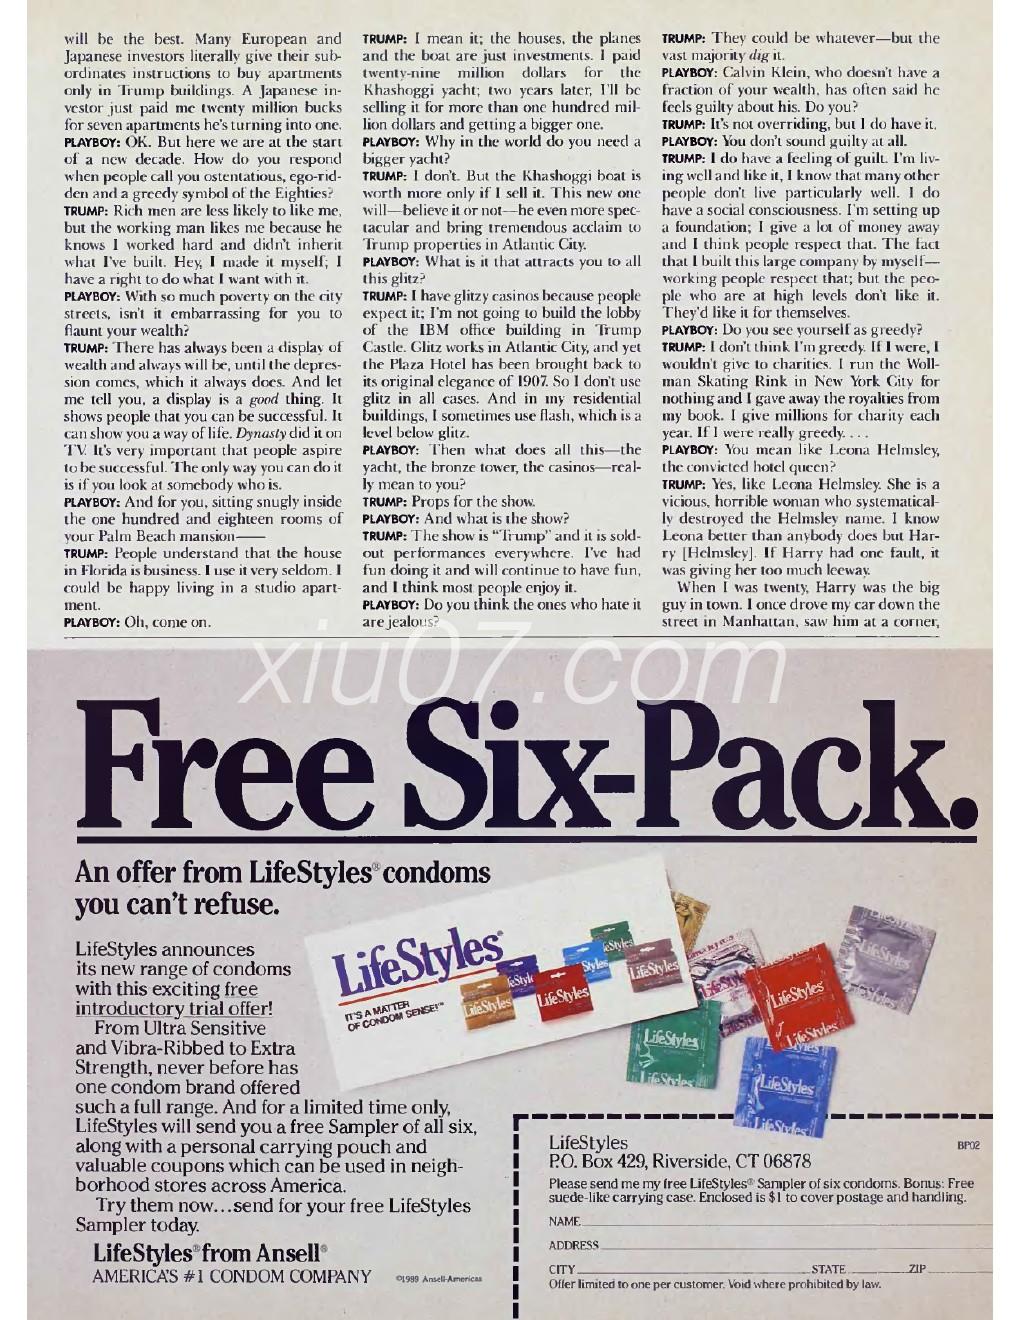 will be the best. Many European and
Japanese investors literally give their sub-
ordinates instructions to buy apartments
only in Trump buildings. A Japanese in-
vestor just paid me twenty million bucks
for seven apartments he's turning into one.
PLAYBOY: OK. But here we are at the start
of a new decade. How do you respond
when people call you ostentatious, ego-rid-
den and a greedy symbol of the Eighties?
TRUMP: Rich men are less likely to like me,
but the working man likes me because he
knows I worked hard and didn't inherit
what I've built. Hey, I made it myself; I
have a right to do what I want with it.
PLAYBOY: With so much poverty on the city
streets, isn't it embarrassing for you to
flaunt your wealth?
TRUMP: There has always been a display of
wealth and always will be, until the depres-
sion comes, which it always does. And let
me tell you, a display is a good thing. It
shows people that you can be successful. It
can show you a way of life. Dynasty did it on
TV. It's very important that people aspire
to be successful. The only way you can do it
is if you look at somebody who is.
PLAYBOY: And for you, sitting snugly inside
the one hundred and eighteen rooms of
your Palm Beach mansion——
TRUMP: People understand that the house
in Florida is business. I use it very seldom. I
could be happy living in a studio apart-
ment.
PLAYBOY: Oh, come on.
TRUMP: I mean it; the houses, the planes
and the boat are just investments. I paid
twenty-nine million dollars for the
Khashoggi yacht; two years later, I'll be
selling it for more than one hundred mil-
lion dollars and getting a bigger one.
PLAYBOY: Why in the world do you need a
bigger yacht?
TRUMP: I don't. But the Khashoggi boat is
worth more only if I sell it. This new one
will—believe it or not—be even more spec-
tacular and bring tremendous acclaim to
Trump properties in Atlantic City.
PLAYBOY: What is it that attracts you to all
this glitz?
TRUMP: I have glitzy casinos because people
expect it; I'm not going to build the lobby
of the IBM office building in Trump
Castle. Glitz works in Atlantic City, and yet
the Plaza Hotel has been brought back to
its original elegance of 1907. So I don't use
glitz in all cases. And in my residential
buildings, I sometimes use flash, which is a
level below glitz.
PLAYBOY: Then what does all this—the
yacht, the bronze tower, the casinos—real-
ly mean to you?
TRUMP: Props for the show.
PLAYBOY: And what is the show?
TRUMP: The show is "Trump" and it is sold-
out performances everywhere. I've had
fun doing it and will continue to have fun,
and I think most people enjoy it.
PLAYBOY: Do you think the ones who hate it
are jealous?
TRUMP: They could be whatever—but the
vast majority dig it.
PLAYBOY: Calvin Klein, who doesn't have a
fraction of your wealth, has often said he
feels guilty about his. Do you?
TRUMP: It's not overriding, but I do have it.
PLAYBOY: You don't sound guilty at all.
TRUMP: I do have a feeling of guilt. I'm liv-
ing well and like it, I know that many other
people don't live particularly well. I do
have a social consciousness. I'm setting up
a foundation; I give a lot of money away
and I think people respect that. The fact
that I built this large company by myself—
working people respect that; but the peo-
ple who are at high levels don't like it.
They'd like it for themselves.
PLAYBOY: Do you see yourself as greedy?
TRUMP: I don't think I'm greedy. If I were, I
wouldn't give to charities. I run the Woll-
man Skating Rink in New York City for
nothing and I gave away the royalties from
my book. I give millions for charity each
year. If I were really greedy. . . .
PLAYBOY: You mean like Leona Helmsley,
the convicted hotel queen?
TRUMP: Yes, like Leona Helmsley. She is a
vicious, horrible woman who systematical-
ly destroyed the Helmsley name. I know
Leona better than anybody does but Har-
ry [Helmsley]. If Harry had one fault, it
was giving her too much leeway.
When I was twenty, Harry was the big
guy in town. I once drove my car down the
street in Manhattan, saw him at a corner,
xiu07.com
Free Six-Pack.
An offer from LifeStyles® condoms
you can't refuse.
LifeStyles announces
its new range of condoms
with this exciting free
introductory trial offer!
From Ultra Sensitive
and Vibra-Ribbed to Extra
Strength, never before has
one condom brand offered
such a full range. And for a limited time only,
LifeStyles will send you a free Sampler of all six,
along with a personal carrying pouch and
valuable coupons which can be used in neigh-
borhood stores across America.
Try them now...send for your free LifeStyles
Sampler today.
LifeStyles® from Ansell®
AMERICA'S #1 CONDOM COMPANY ©1989 Ansell-Americas
LifeStyles®
IT'S A MATTER
OF CONDOM SENSE!™
LifeStyles
LifeStyles
LifeStyles
LifeStyles
LifeStyles
LifeStyles
LifeStyles
LifeStyles
LifeStyles
LifeStyles
LifeStyles
LifeStyles BP02
P.O. Box 429, Riverside, CT 06878
Please send me my free LifeStyles® Sampler of six condoms. Bonus: Free
suede-like carrying case. Enclosed is $1 to cover postage and handling.
NAME
ADDRESS
CITY STATE ZIP
Offer limited to one per customer. Void where prohibited by law.